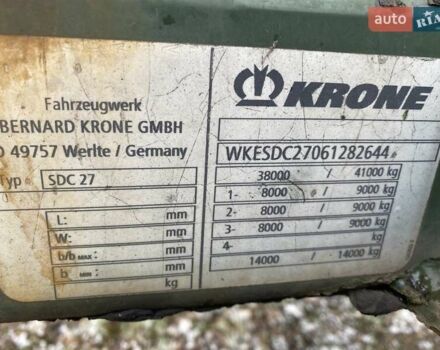 auto
RIA
Fahrzeugwerk
BERNARD KRONE GMBH
D 49757 Werlte / Germany
Typ
SDC 27
L: mm
W: mm
b/b MAX: mm
b MIN: mm
kg
KRONE
WKESDC27061282644
38000 / 41000 kg
1- 8000 / 9000 kg
2- 8000 / 9000 kg
3- 8000 / 9000 kg
4- / kg
14000 / 14000 kg